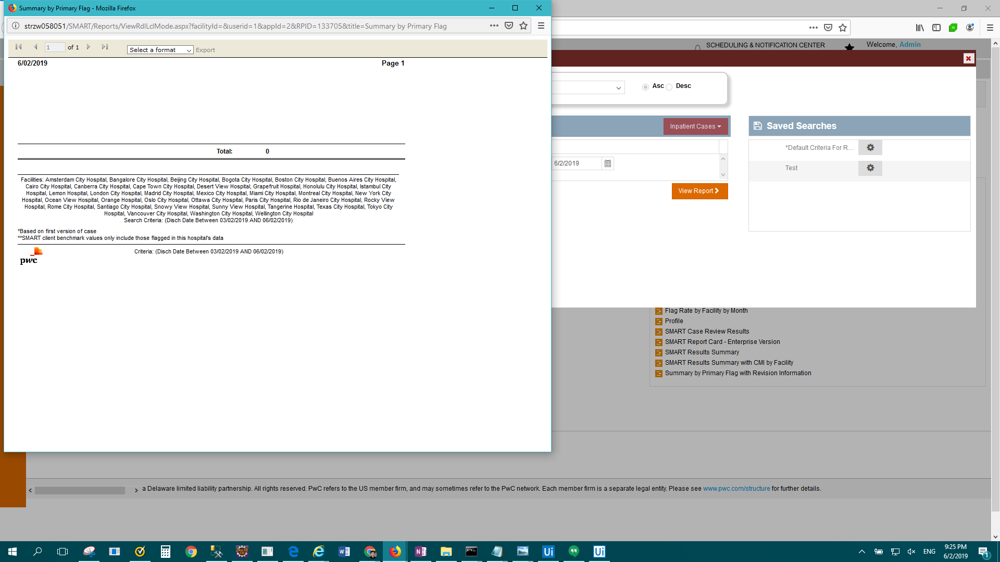 Summary by Primary Flag - Mozilla Firefox
strzw058051/SMART/Reports/ViewRdlLclMode.aspx?facilityId=&userid=1&appId=2&RPID=133705&title=Summary by Primary Flag
1 of 1 Select a format Export
6/02/2019 Page 1
Total: 0
Facilities: Amsterdam City Hospital, Bangalore City Hospital, Beijing City Hospital, Bogota City Hospital, Boston City Hospital, Buenos Aires City Hospital,
Cairo City Hospital, Canberra City Hospital, Cape Town City Hospital, Desert View Hospital, Grapefruit Hospital, Honolulu City Hospital, Istambul City
Hospital, Lemon Hospital, London City Hospital, Madrid City Hospital, Mexico City Hospital, Miami City Hospital, Montreal City Hospital, New York City
Hospital, Ocean View Hospital, Orange Hospital, Oslo City Hospital, Ottawa City Hospital, Paris City Hospital, Rio de Janeiro City Hospital, Rocky View
Hospital, Rome City Hospital, Santiago City Hospital, Snowy View Hospital, Sunny View Hospital, Tangerine Hospital, Texas City Hospital, Tokyo City
Hospital, Vancouver City Hospital, Washington City Hospital, Wellington City Hospital
Search Criteria: (Disch Date Between 03/02/2019 AND 06/02/2019)
*Based on first version of case
**SMART client benchmark values only include those flagged in this hospital's data
pwc
Criteria: (Disch Date Between 03/02/2019 AND 06/02/2019)
SCHEDULING & NOTIFICATION CENTER
Welcome, Admin
Asc Desc
Inpatient Cases
6/2/2019
View Report
Saved Searches
*Default Criteria For R...
Test
Flag Rate by Facility by Month
Profile
SMART Case Review Results
SMART Report Card - Enterprise Version
SMART Results Summary
SMART Results Summary with CMI by Facility
Summary by Primary Flag with Revision Information
a Delaware limited liability partnership. All rights reserved. PwC refers to the US member firm, and may sometimes refer to the PwC network. Each member firm is a separate legal entity. Please see www.pwc.com/structure for further details.
ENG
9:25 PM
6/2/2019
1